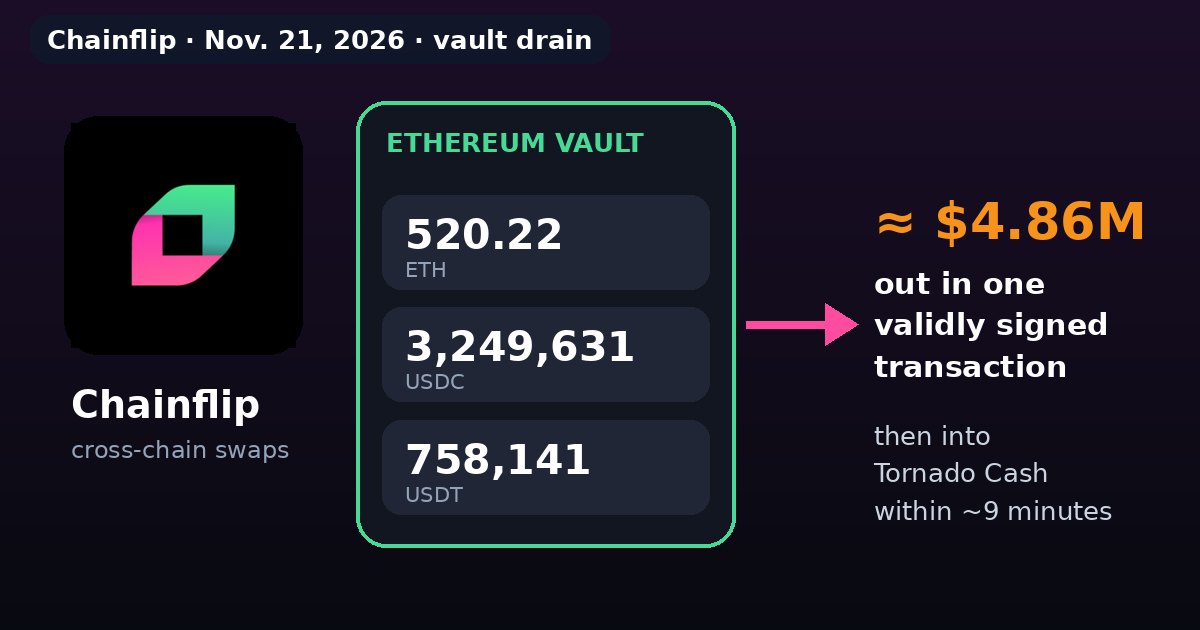 Chainflip · Nov. 21, 2026 · vault drain
Chainflip
cross-chain swaps
ETHEREUM VAULT
520.22
ETH
3,249,631
USDC
758,141
USDT
≈ $4.86M
out in one
validly signed
transaction
then into
Tornado Cash
within ~9 minutes